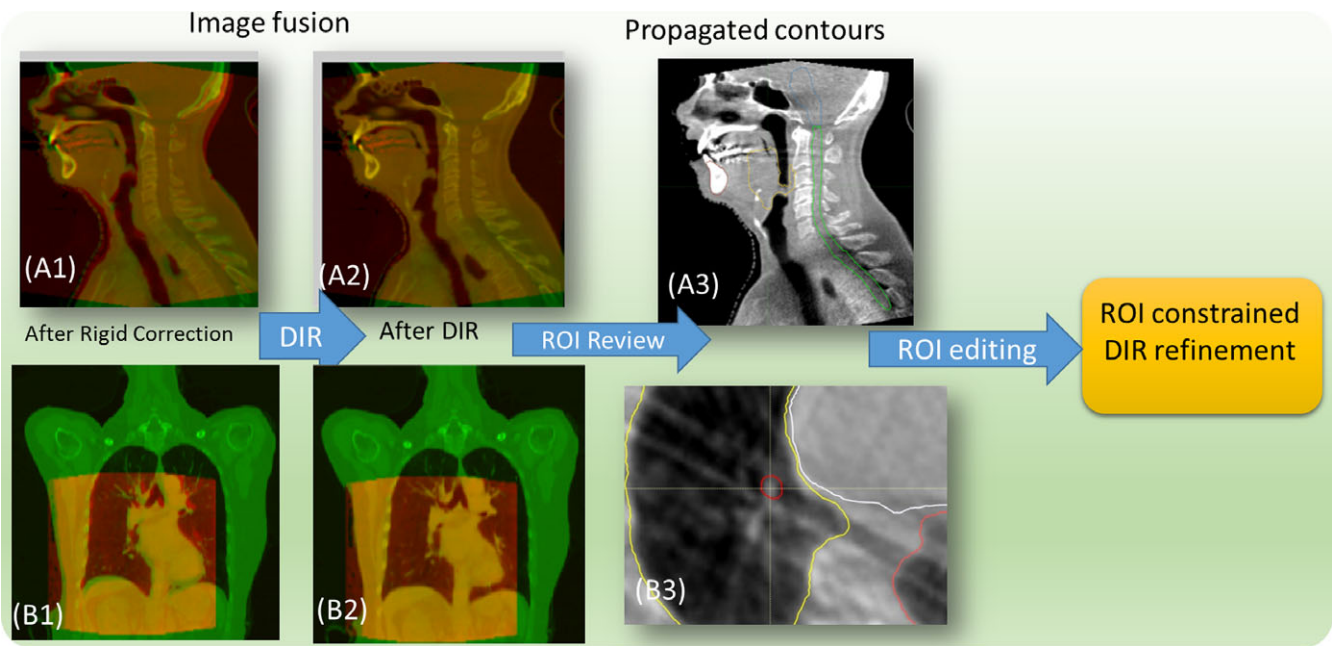 Image fusion
Propagated contours
(A1)
(A2)
(A3)
After Rigid Correction
DIR
After DIR
ROI Review
ROI editing
ROI constrained
DIR refinement
(B1)
(B2)
(B3)